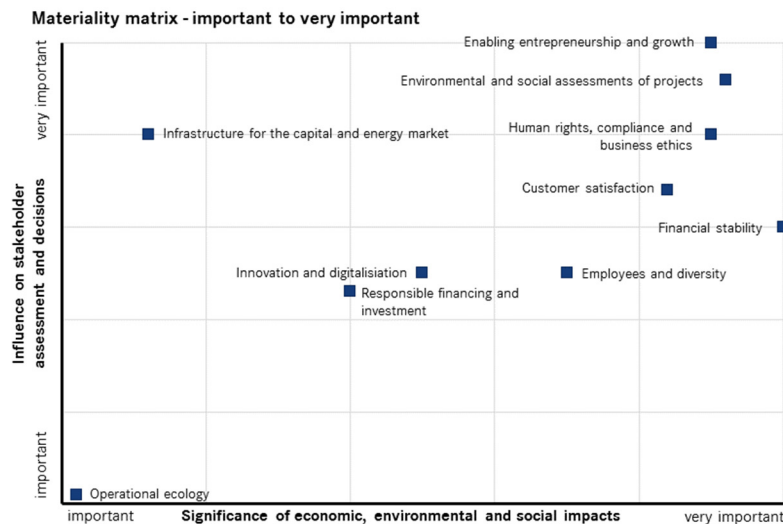 Materiality matrix - important to very important
very important
Influence on stakeholder
assessment and decisions
important
Enabling entrepreneurship and growth
Environmental and social assessments of projects
Infrastructure for the capital and energy market
Human rights, compliance and
business ethics
Customer satisfaction
Financial stability
Innovation and digitalisiation
Employees and diversity
Responsible financing and
investment
Operational ecology
important
Significance of economic, environmental and social impacts
very important